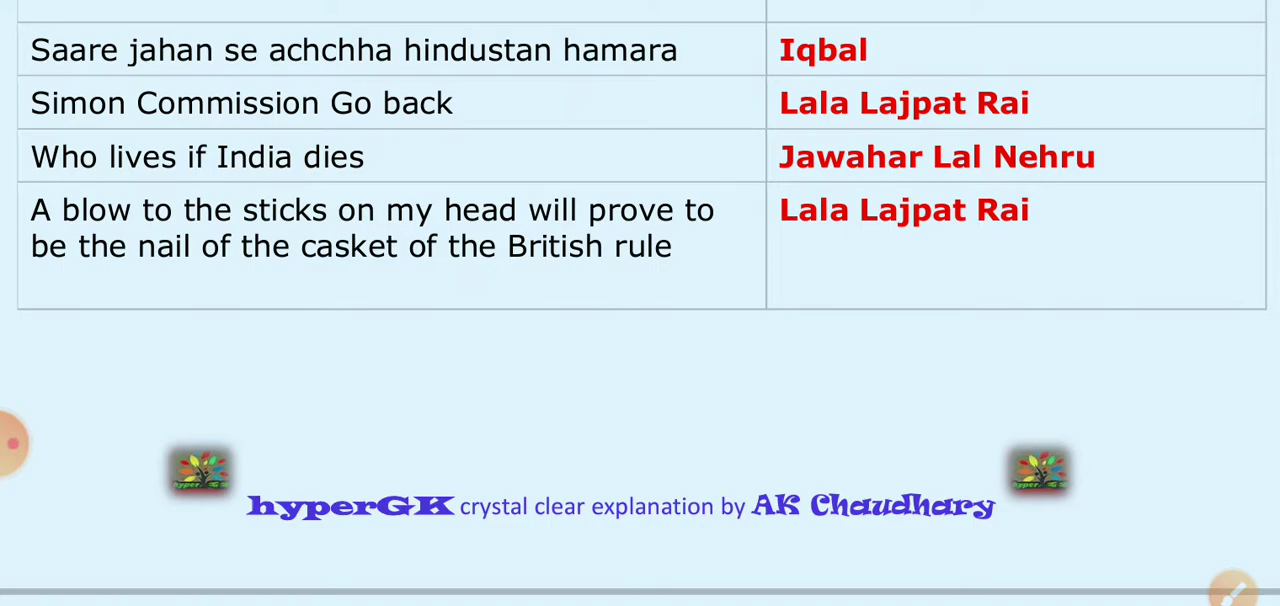 Saare jahan se achchha hindustan hamara Iqbal
Simon Commission Go back Lala Lajpat Rai
Who lives if India dies Jawahar Lal Nehru
A blow to the sticks on my head will prove to Lala Lajpat Rai
be the nail of the casket of the British rule
hyperGK crystal clear explanation by AK Chaudhary